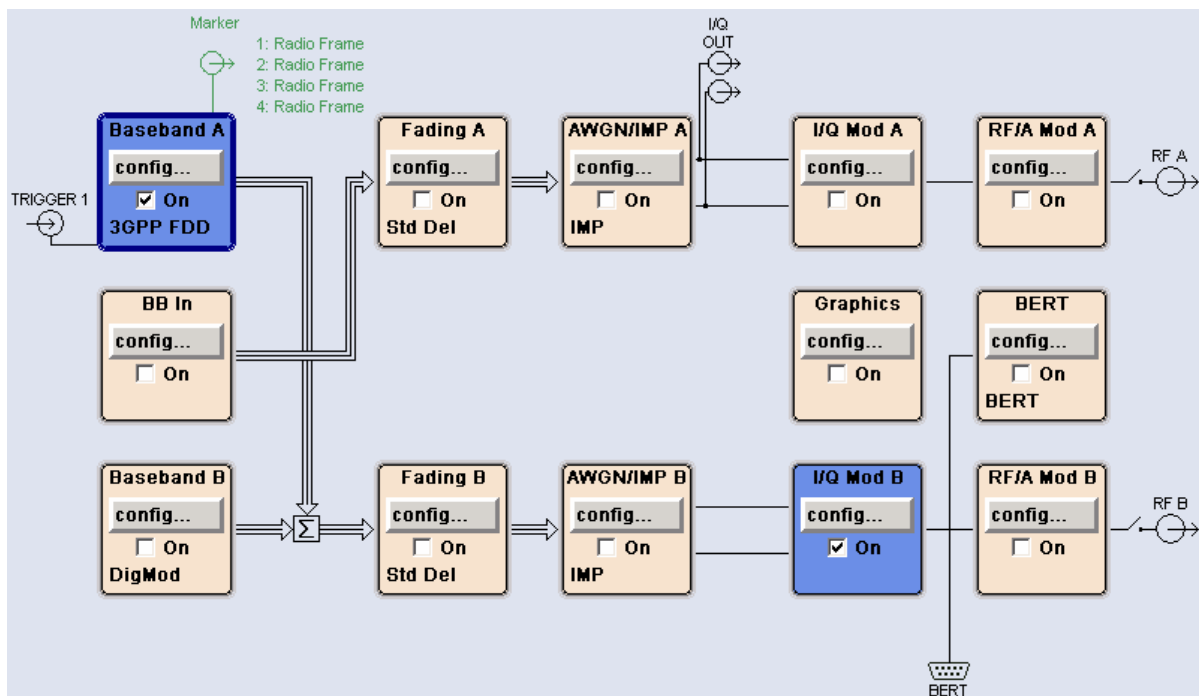 Marker
1: Radio Frame
2: Radio Frame
3: Radio Frame
4: Radio Frame
I/Q
OUT
TRIGGER 1
Baseband A
config...
On
3GPP FDD
Fading A
config...
On
Std Del
AWGN/IMP A
config...
On
IMP
I/Q Mod A
config...
On
RF/A Mod A
config...
On
RF A
BB In
config...
On
Graphics
config...
On
BERT
config...
On
BERT
Baseband B
config...
On
DigMod
Σ
Fading B
config...
On
Std Del
AWGN/IMP B
config...
On
IMP
I/Q Mod B
config...
On
RF/A Mod B
config...
On
RF B
BERT